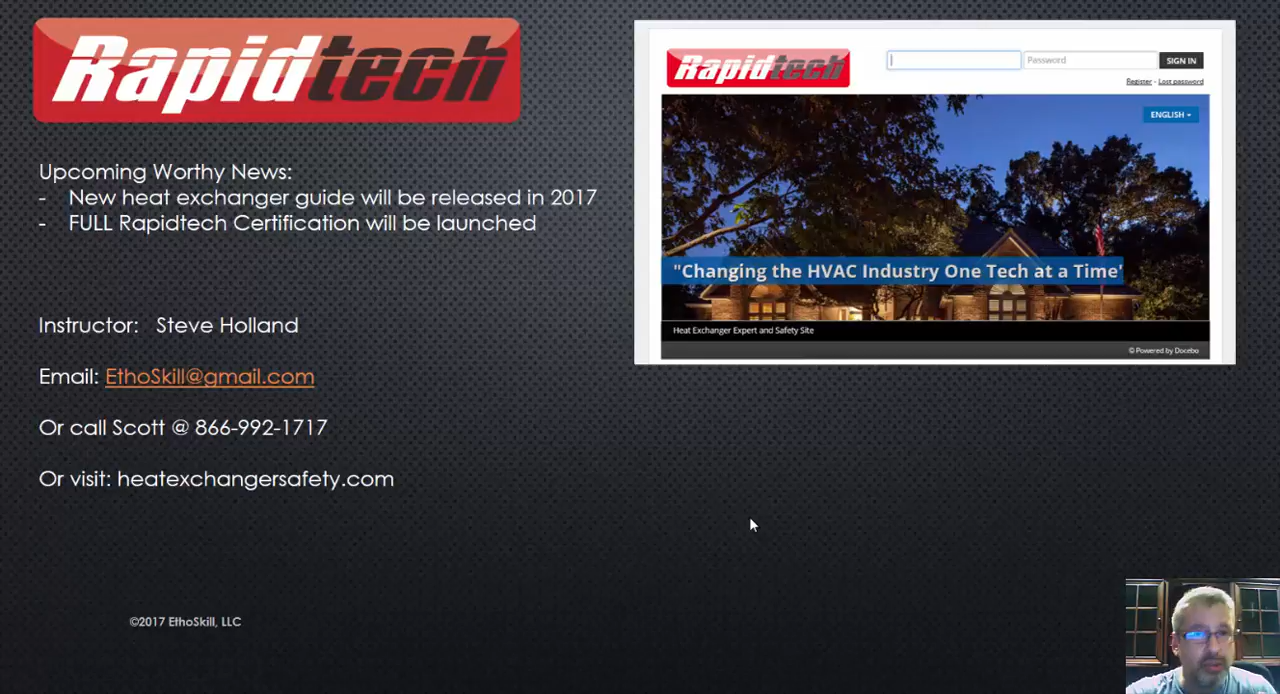 Rapidtech
Upcoming Worthy News:
- New heat exchanger guide will be released in 2017
- FULL Rapidtech Certification will be launched
Instructor: Steve Holland
Email: EthoSkill@gmail.com
Or call Scott @ 866-992-1717
Or visit: heatexchangersafety.com
©2017 EthoSkill, LLC
Rapidtech
Password
SIGN IN
Register - Lost password
ENGLISH
"Changing the HVAC Industry One Tech at a Time'
Heat Exchanger Expert and Safety Site
© Powered by Docebo